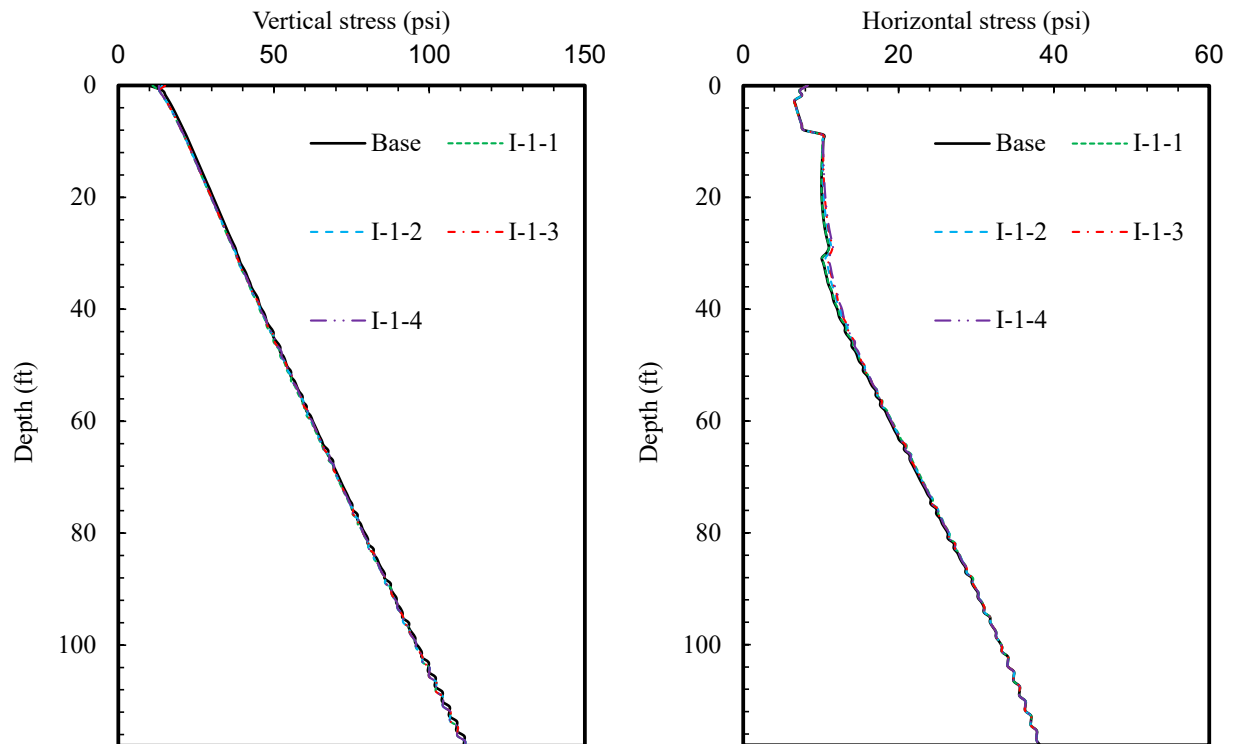 Vertical stress (psi)
0 50 100 150
0
20
40
60
80
100
Depth (ft)
Base I-1-1
I-1-2 I-1-3
I-1-4
Horizontal stress (psi)
0 20 40 60
0
20
40
60
80
100
Depth (ft)
Base I-1-1
I-1-2 I-1-3
I-1-4